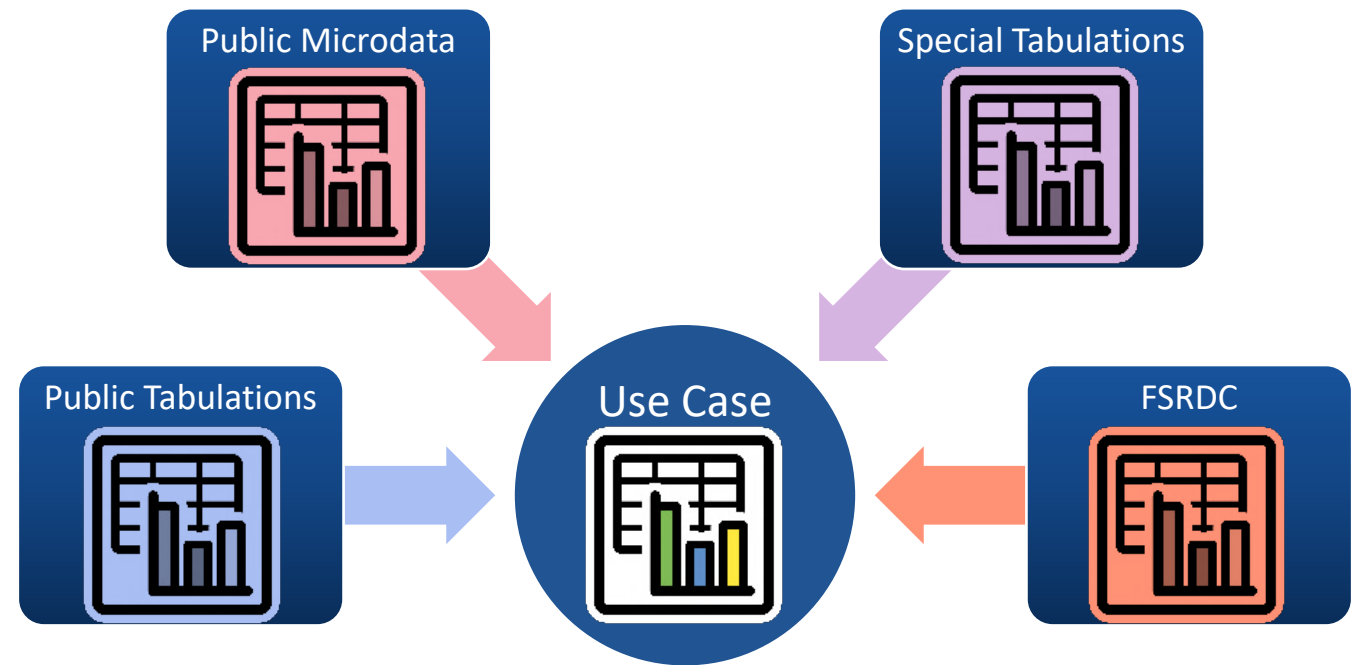 Public Microdata
Special Tabulations
Public Tabulations
Use Case
FSRDC